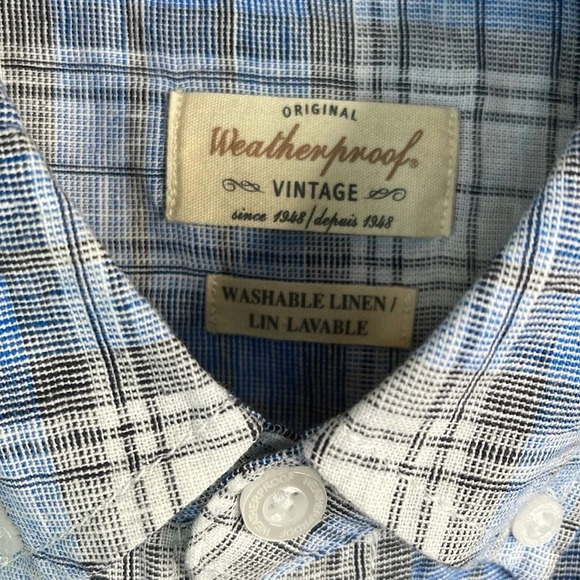 ORIGINAL
Weatherproof®
VINTAGE
since 1948/depuis 1948
WASHABLE LINEN/
LIN LAVABLE